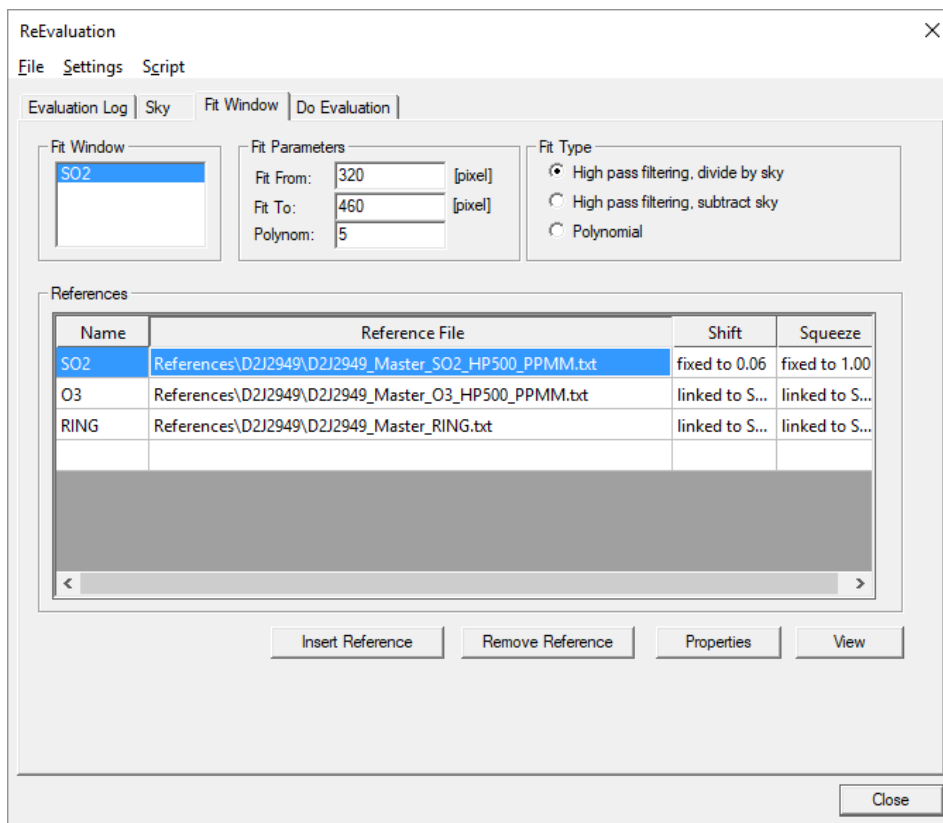 ReEvaluation
File Settings Script
Evaluation Log Sky Fit Window Do Evaluation
Fit Window
SO2
Fit Parameters
Fit From: 320 [pixel]
Fit To: 460 [pixel]
Polynom: 5
Fit Type
High pass filtering, divide by sky
High pass filtering, subtract sky
Polynomial
References
Name Reference File Shift Squeeze
SO2 References\D2J2949\D2J2949_Master_SO2_HP500_PPMM.txt fixed to 0.06 fixed to 1.00
O3 References\D2J2949\D2J2949_Master_O3_HP500_PPMM.txt linked to S... linked to S...
RING References\D2J2949\D2J2949_Master_RING.txt linked to S... linked to S...
Insert Reference Remove Reference Properties View
Close